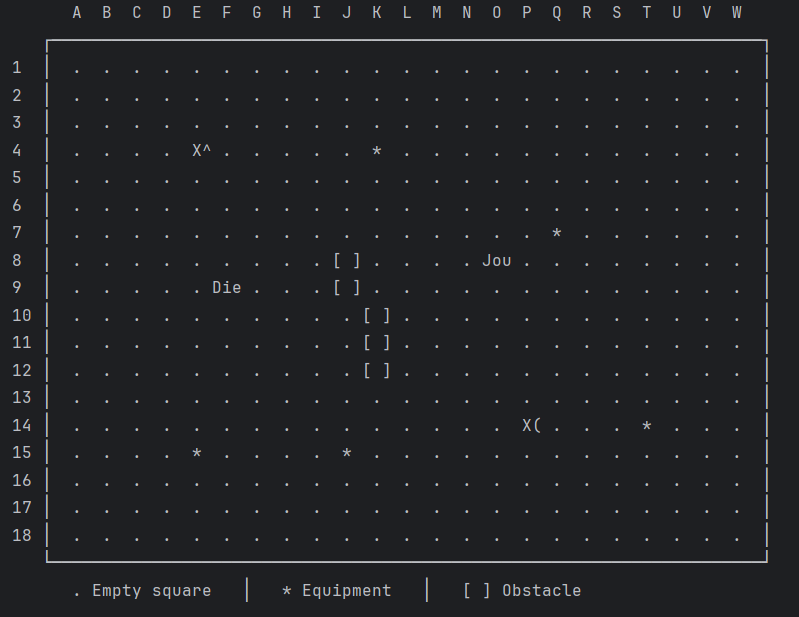 A B C D E F G H I J K L M N O P Q R S T U V W
1 . . . . . . . . . . . . . . . . . . . . . . .
2 . . . . . . . . . . . . . . . . . . . . . . .
3 . . . . . . . . . . . . . . . . . . . . . . .
4 . . . . X^ . . . . . * . . . . . . . . . . . .
5 . . . . . . . . . . . . . . . . . . . . . . .
6 . . . . . . . . . . . . . . . . . . . . . . .
7 . . . . . . . . . . . . . . . . * . . . . . .
8 . . . . . . . . . [ ] . . . . Jou . . . . . . . .
9 . . . . . Die . . . [ ] . . . . . . . . . . . . .
10 . . . . . . . . . . [ ] . . . . . . . . . . . .
11 . . . . . . . . . . [ ] . . . . . . . . . . . .
12 . . . . . . . . . . [ ] . . . . . . . . . . . .
13 . . . . . . . . . . . . . . . . . . . . . . .
14 . . . . . . . . . . . . . . . X( . . . * . . .
15 . . . . * . . . . * . . . . . . . . . . . . .
16 . . . . . . . . . . . . . . . . . . . . . . .
17 . . . . . . . . . . . . . . . . . . . . . . .
18 . . . . . . . . . . . . . . . . . . . . . . .
. Empty square | * Equipment | [ ] Obstacle